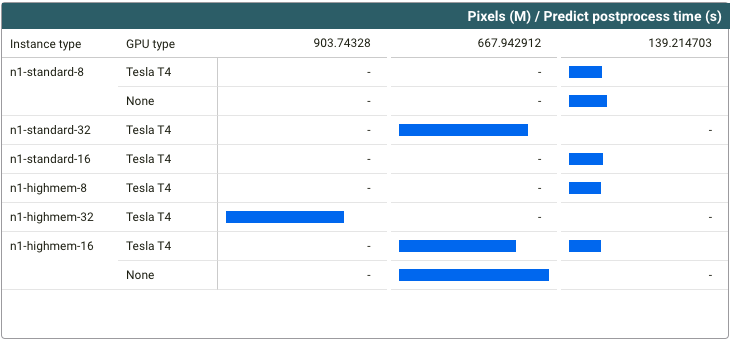 Pixels (M) / Predict postprocess time (s)
Instance type GPU type 903.74328 667.942912 139.214703
n1-standard-8 Tesla T4 - -
None - -
n1-standard-32 Tesla T4 - -
n1-standard-16 Tesla T4 - -
n1-highmem-8 Tesla T4 - -
n1-highmem-32 Tesla T4 - -
n1-highmem-16 Tesla T4 -
None - -